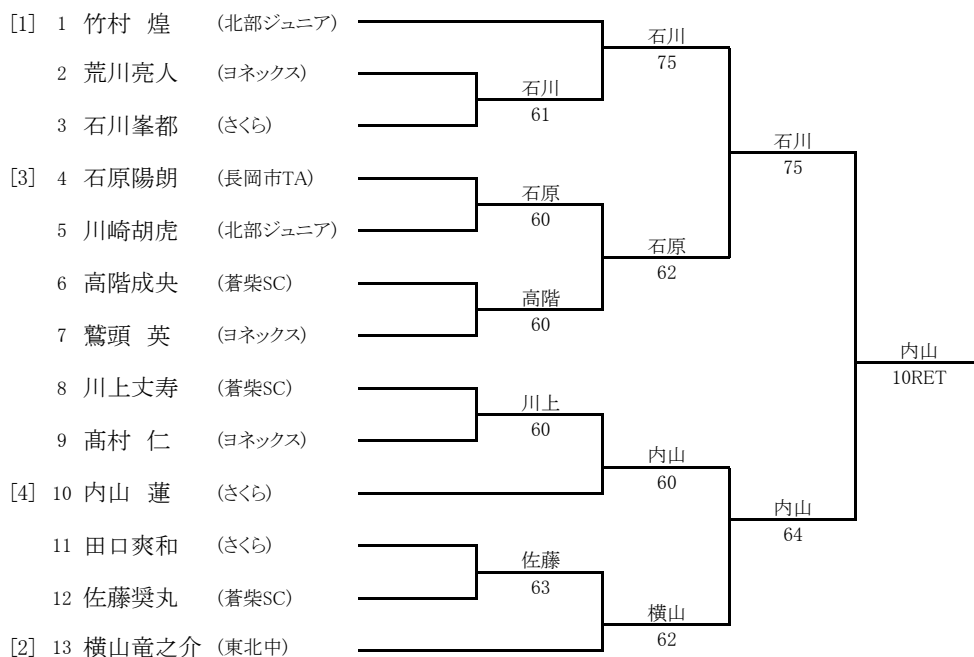 [1] 1 竹村 煌 (北部ジュニア)
石川
75
2 荒川亮人 (ヨネックス)
石川
61
3 石川峯都 (さくら)
石川
75
[3] 4 石原陽朗 (長岡市TA)
石原
60
5 川崎胡虎 (北部ジュニア)
石原
62
6 高階成央 (蒼柴SC)
高階
60
7 鷲頭 英 (ヨネックス)
内山
10RET
8 川上丈寿 (蒼柴SC)
川上
60
9 髙村 仁 (ヨネックス)
内山
60
[4] 10 内山 蓮 (さくら)
内山
64
11 田口爽和 (さくら)
佐藤
63
12 佐藤奨丸 (蒼柴SC)
横山
62
[2] 13 横山竜之介 (東北中)